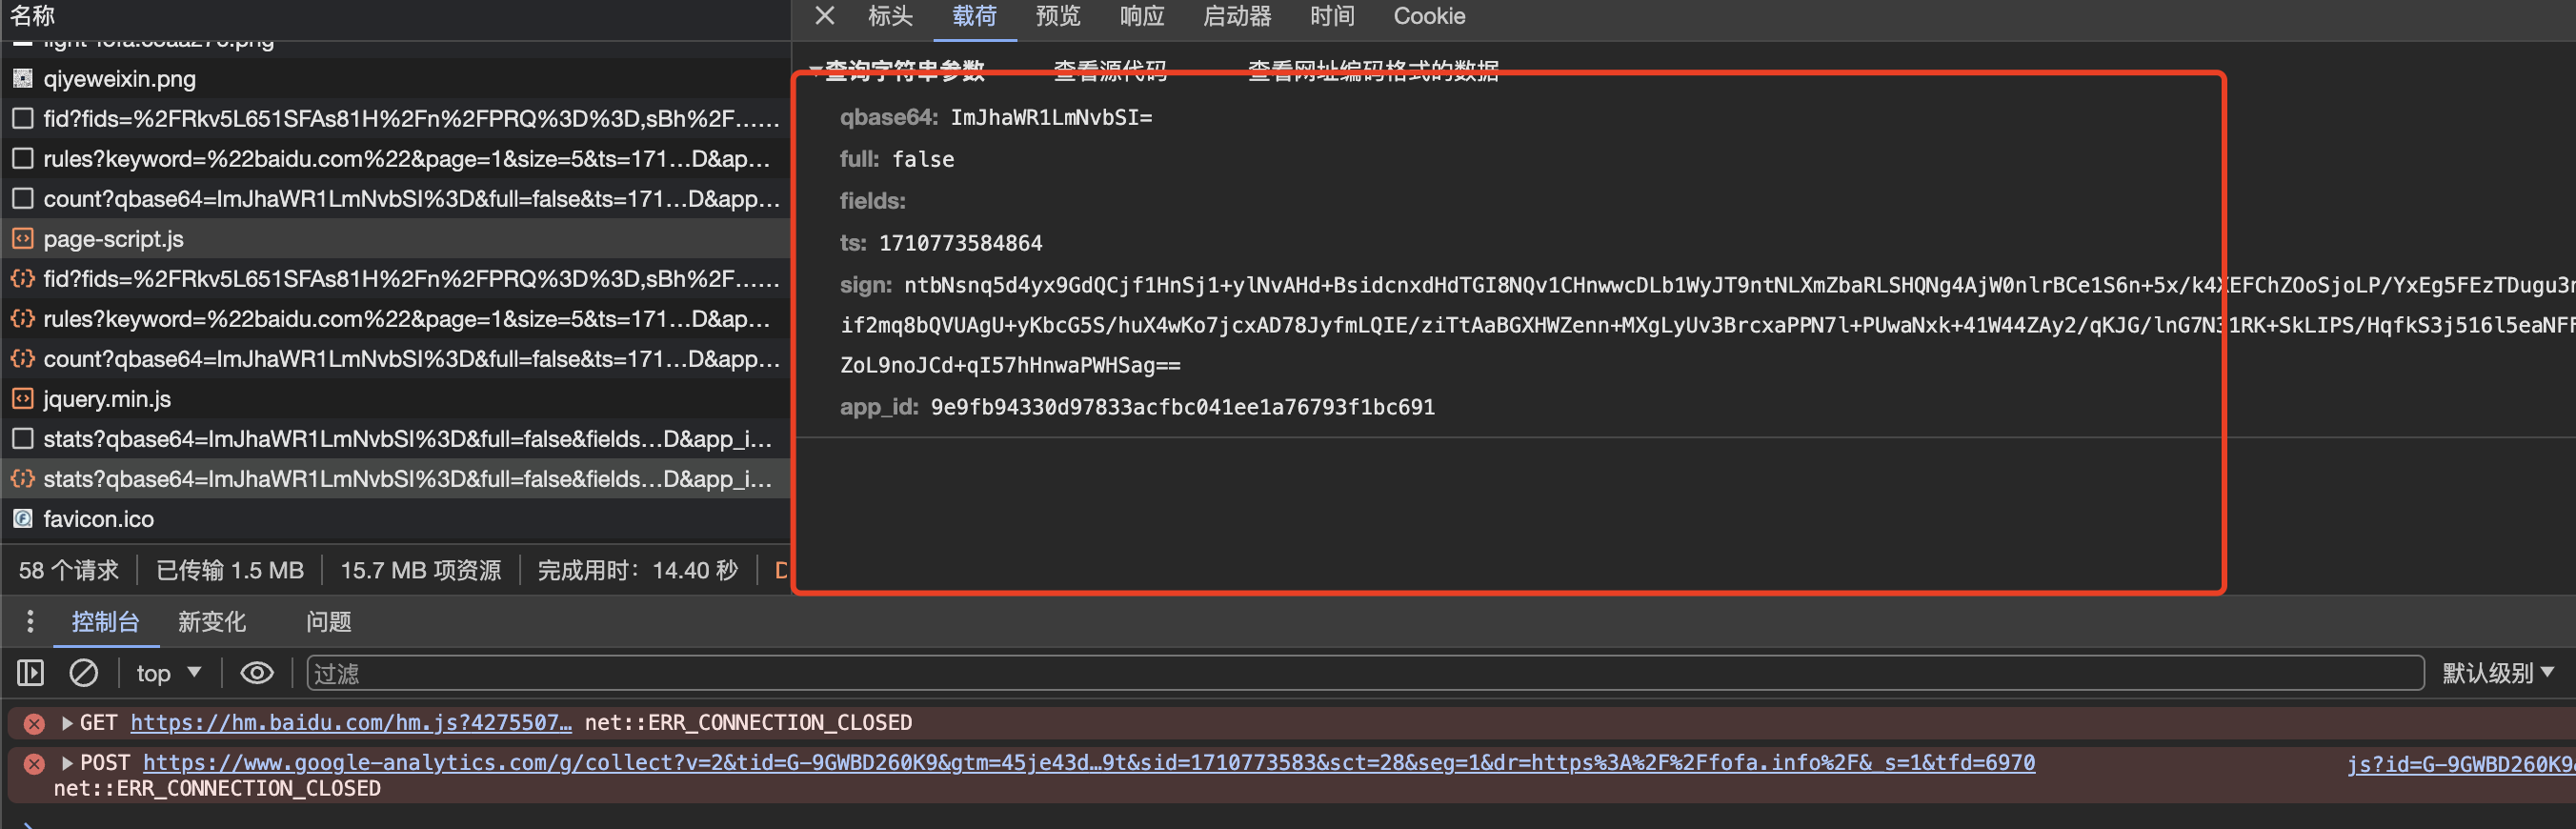 名称
light-fofa.63aa276.png
qiyeweixin.png
fid?fids=%2FRkv5L651SFAs81H%2Fn%2FPRQ%3D%3D,sBh%2F……
rules?keyword=%22baidu.com%22&page=1&size=5&ts=171…D&ap…
count?qbase64=ImJhaWR1LmNvbSI%3D&full=false&ts=171…D&app…
page-script.js
fid?fids=%2FRkv5L651SFAs81H%2Fn%2FPRQ%3D%3D,sBh%2F……
rules?keyword=%22baidu.com%22&page=1&size=5&ts=171…D&ap…
count?qbase64=ImJhaWR1LmNvbSI%3D&full=false&ts=171…D&app…
jquery.min.js
stats?qbase64=ImJhaWR1LmNvbSI%3D&full=false&fields…D&app_i…
stats?qbase64=ImJhaWR1LmNvbSI%3D&full=false&fields…D&app_i…
favicon.ico
58 个请求 已传输 1.5 MB 15.7 MB 项资源 完成用时：14.40 秒 D
标头 载荷 预览 响应 启动器 时间 Cookie
查询字符串参数 查看源代码 查看网址编码格式的数据
qbase64: ImJhaWR1LmNvbSI=
full: false
fields:
ts: 1710773584864
sign: ntbNsnq5d4yx9GdQCjf1HnSj1+ylNvAHd+BsidcnxdHdTGI8NQv1CHnwwcDLb1WyJT9ntNLXmZbaRLSHQNg4AjW0nlrBCe1S6n+5x/k4XEFChZOoSjoLP/YxEg5FEzTDugu3
if2mq8bQVUAgU+yKbcG5S/huX4wKo7jcxAD78JyfmLQIE/ziTtAaBGXHWZenn+MXgLyUv3BrcxaPPN7l+PUwaNxk+41W44ZAy2/qKJG/lnG7N31RK+SkLIPS/HqfkS3j516l5eaNF
ZoL9noJCd+qI57hHnwaPWHSag==
app_id: 9e9fb94330d97833acfbc041ee1a76793f1bc691
控制台 新变化 问题
top 过滤 默认级别
GET https://hm.baidu.com/hm.js?4275507… net::ERR_CONNECTION_CLOSED
POST https://www.google-analytics.com/g/collect?v=2&tid=G-9GWBD260K9&gtm=45je43d…9t&sid=1710773583&sct=28&seg=1&dr=https%3A%2F%2Ffofa.info%2F&_s=1&tfd=6970 js?id=G-9GWBD260K9
net::ERR_CONNECTION_CLOSED